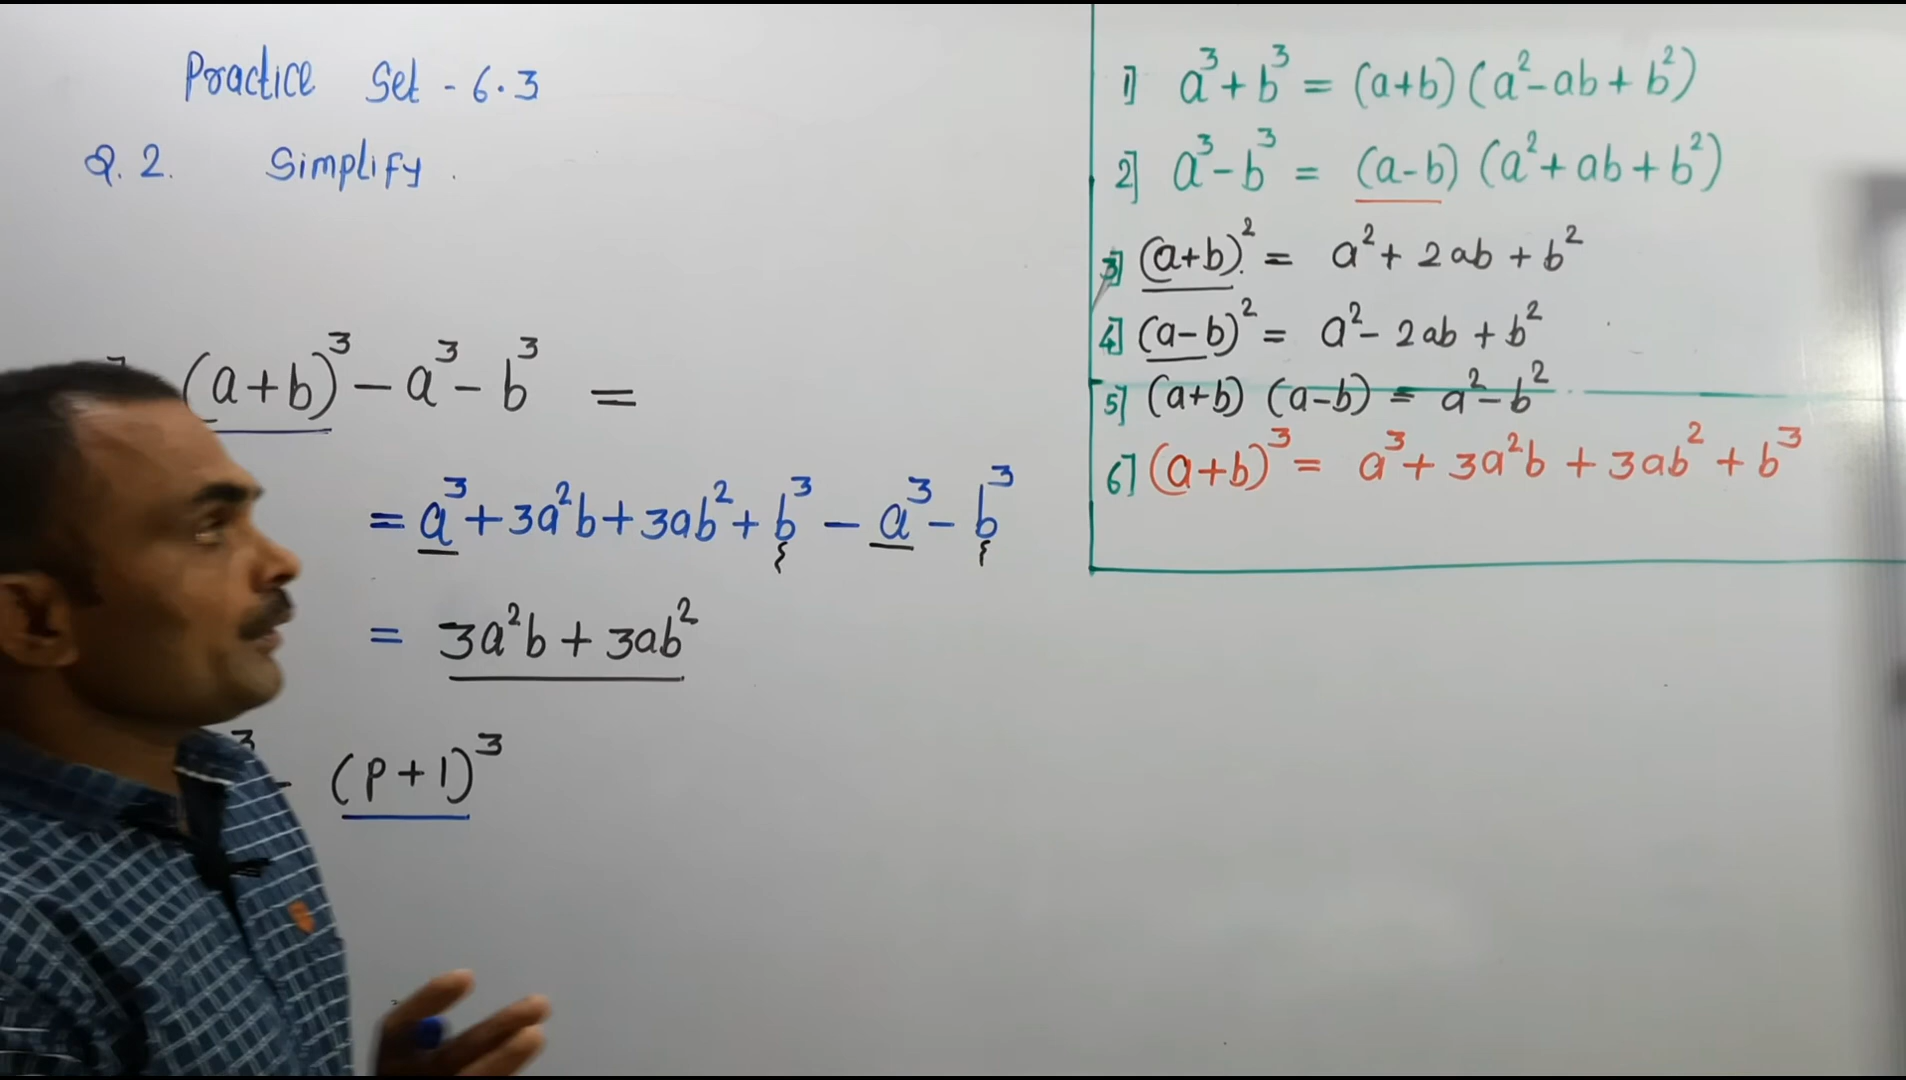 Practice Set - 6.3
Q. 2. Simplify.
(a+b)³ - a³ - b³ =
= a³ + 3a²b + 3ab² + b³ - a³ - b³
= 3a²b + 3ab²
³ - (p+1)³
1] a³ + b³ = (a+b) (a² - ab + b²)
2] a³ - b³ = (a-b) (a² + ab + b²)
3] (a+b)² = a² + 2ab + b²
4] (a-b)² = a² - 2ab + b²
5] (a+b) (a-b) = a² - b²
6] (a+b)³ = a³ + 3a²b + 3ab² + b³